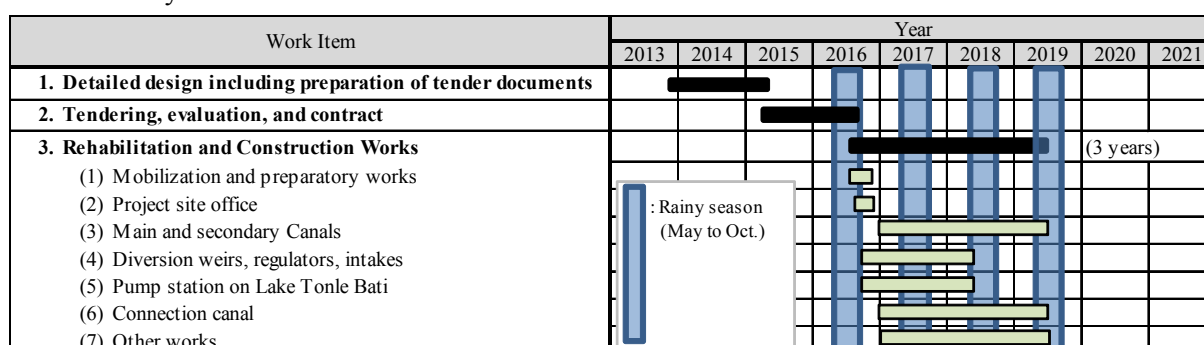 Work Item
Year
2013 2014 2015 2016 2017 2018 2019 2020 2021
1. Detailed design including preparation of tender documents
2. Tendering, evaluation, and contract
3. Rehabilitation and Construction Works
(3 years)
(1) Mobilization and preparatory works
(2) Project site office
: Rainy season
(3) Main and secondary Canals
(May to Oct.)
(4) Diversion weirs, regulators, intakes
(5) Pump station on Lake Tonle Bati
(6) Connection canal
(7) Other works